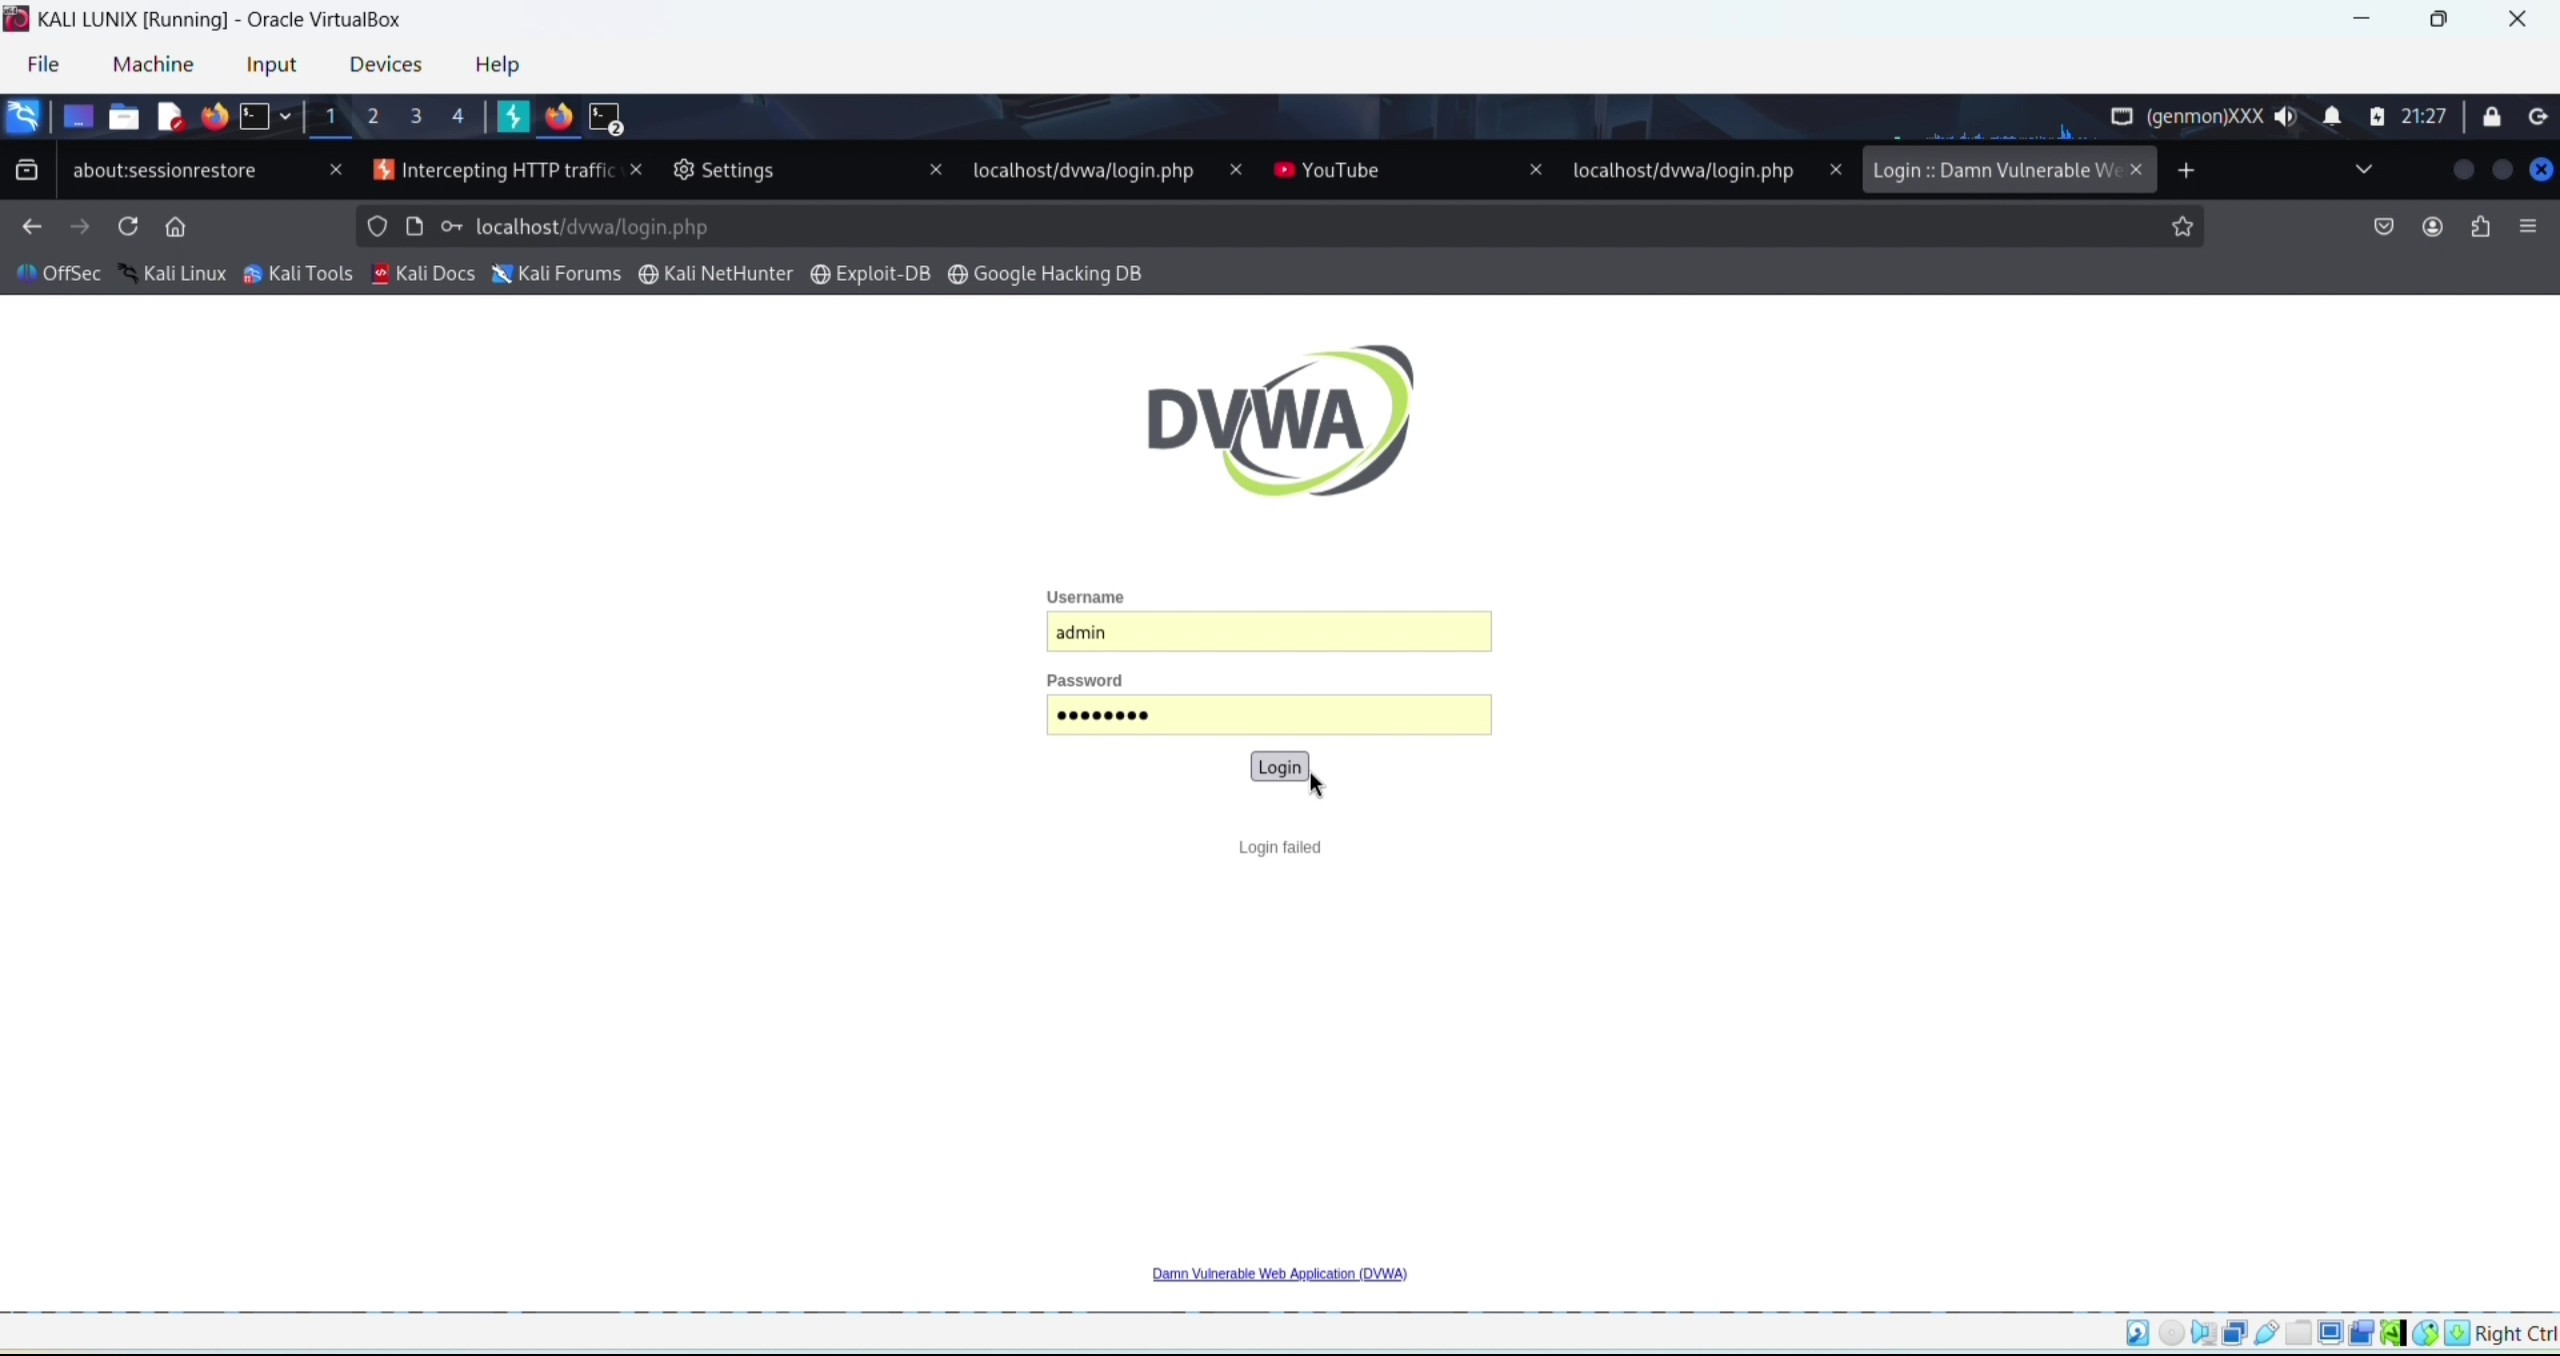 KALI LUNIX [Running] - Oracle VirtualBox
File Machine Input Devices Help
1 2 3 4 2 (genmon)XXX 21:27
about:sessionrestore Intercepting HTTP traffic Settings localhost/dvwa/login.php YouTube localhost/dvwa/login.php Login :: Damn Vulnerable We
localhost/dvwa/login.php
OffSec Kali Linux Kali Tools Kali Docs Kali Forums Kali NetHunter Exploit-DB Google Hacking DB
DVWA
Username
admin
Password
Login
Login failed
Damn Vulnerable Web Application (DVWA)
Right Ctrl